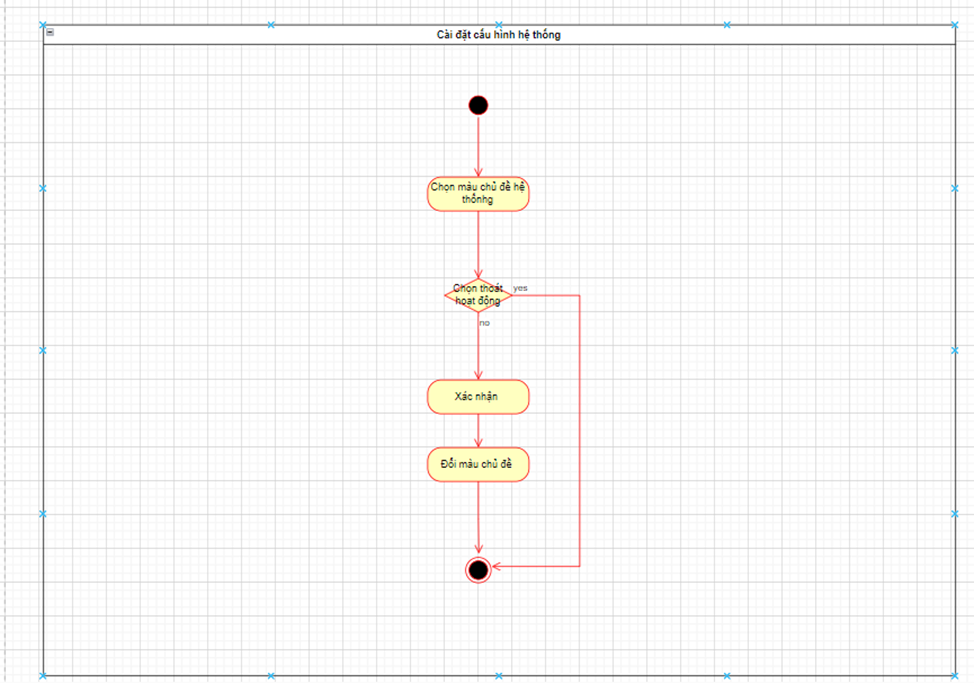 Cài đặt cấu hình hệ thống
Chọn màu chủ đề hệ
thốnhg
Chọn thoát
hoạt động
yes
no
Xác nhận
Đổi màu chủ đề